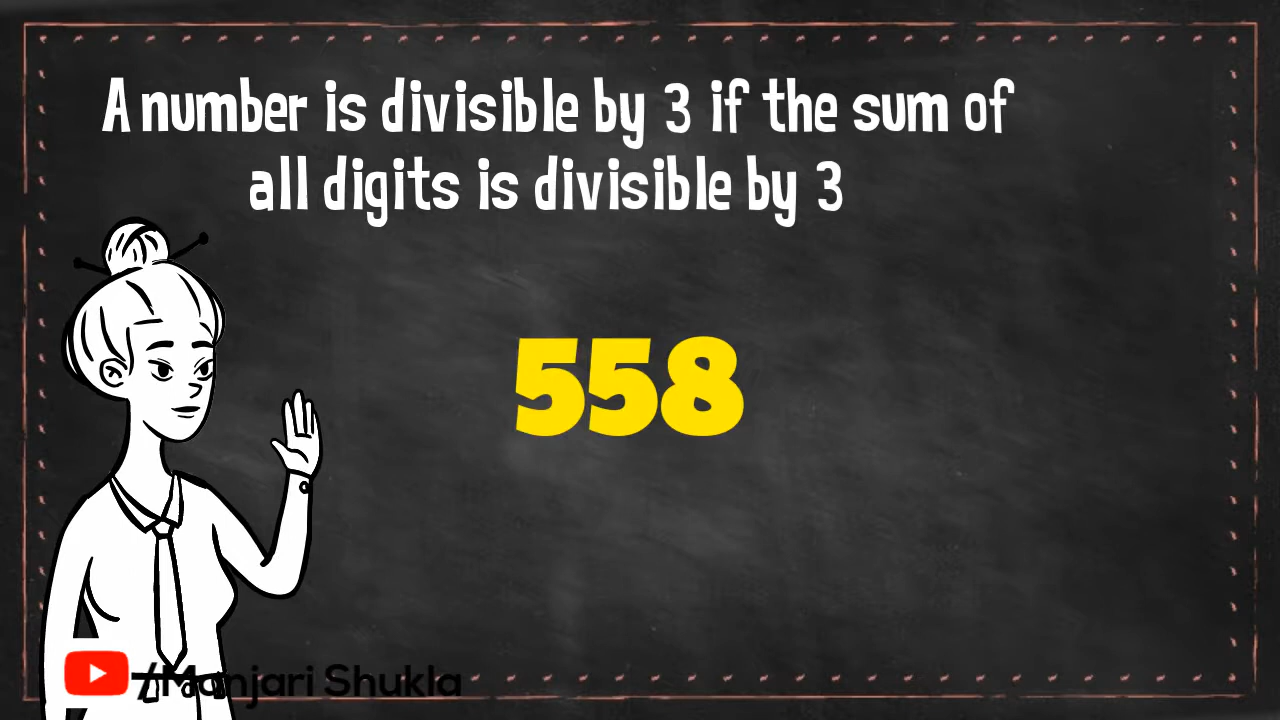 A number is divisible by 3 if the sum of
all digits is divisible by 3
558
/Manjari Shukla